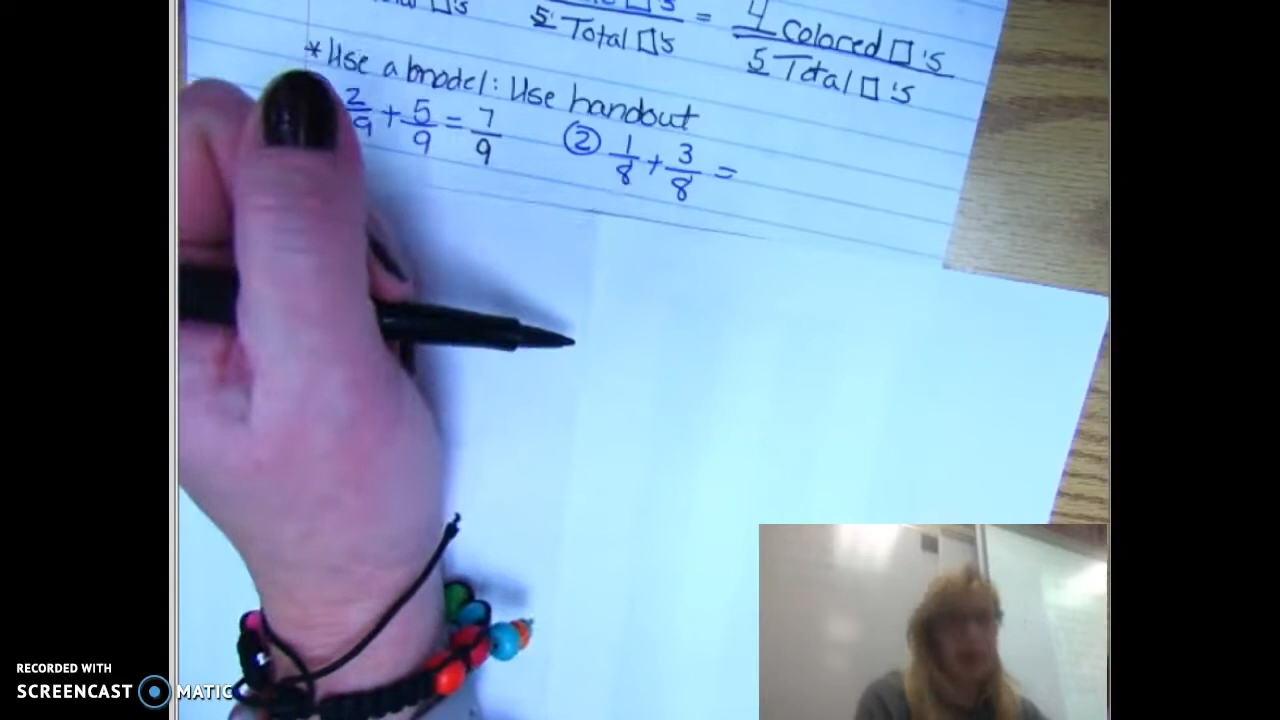 □'s
5 Total □'s = 4 Colored □'s
5 Total □'s
*Use a model: Use handout
2/9 + 5/9 = 7/9 ② 1/8 + 3/8 =
RECORDED WITH
SCREENCAST MATIC